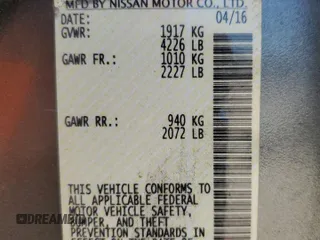 MFD BY NISSAN MOTOR CO., LTD.
DATE: 04/16
GVWR: 1917 KG
4226 LB
GAWR FR.: 1010 KG
2227 LB
GAWR RR.: 940 KG
2072 LB
THIS VEHICLE CONFORMS TO
ALL APPLICABLE FEDERAL
MOTOR VEHICLE SAFETY,
BUMPER, AND THEFT
PREVENTION STANDARDS IN